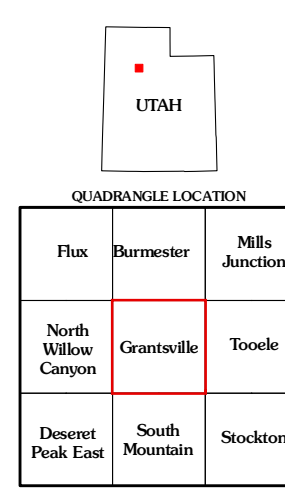 UTAH
QUADRANGLE LOCATION
Flux
Burmester
Mills
Junction
North
Willow
Canyon
Grantsville
Tooele
Deseret
Peak East
South
Mountain
Stockton